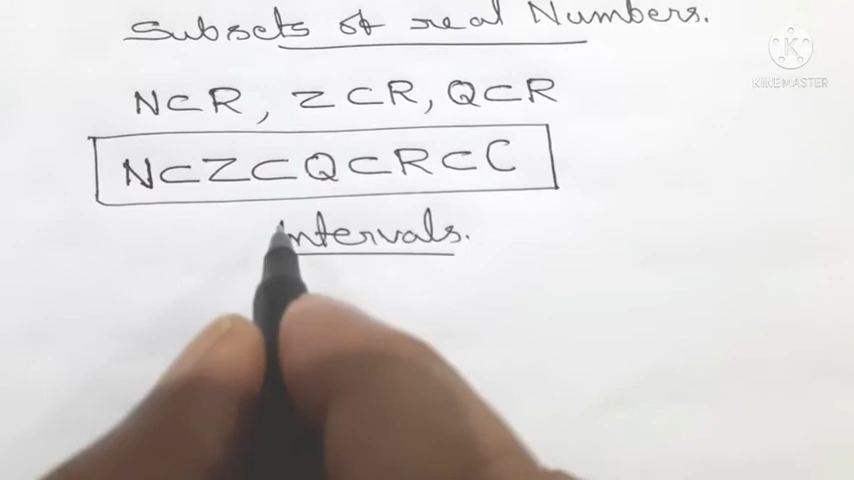 Subsets of real Numbers.
N⊂R, Z⊂R, Q⊂R
N⊂Z⊂Q⊂R⊂C
Intervals.
KINEMASTER